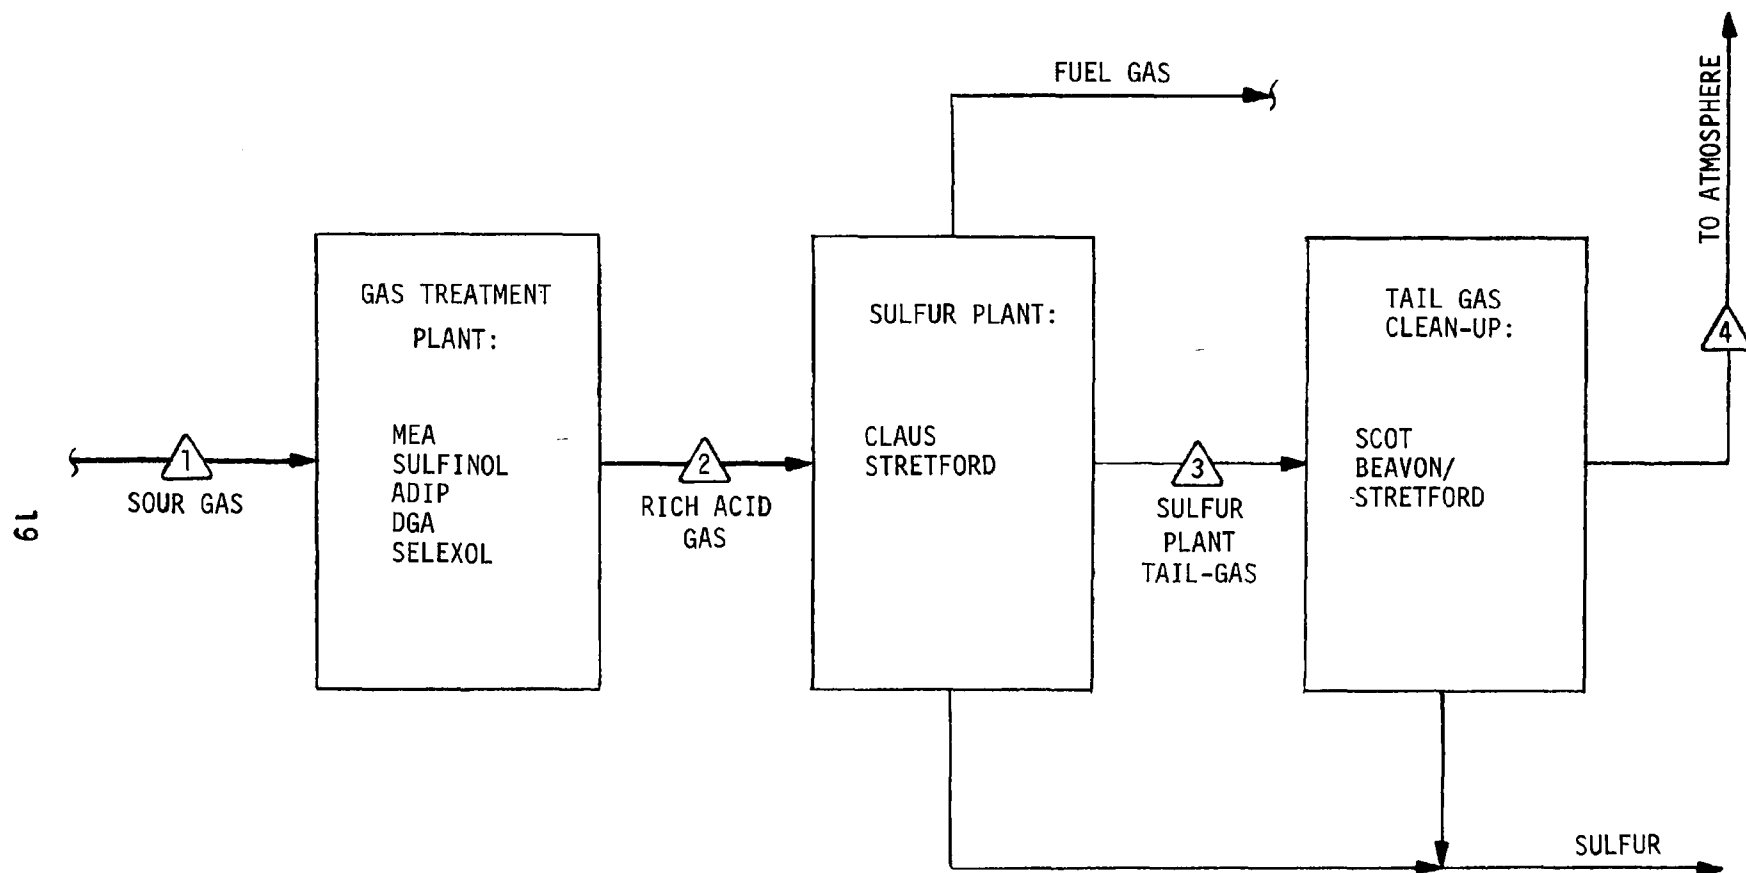 FUEL GAS
TO ATMOSPHERE
GAS TREATMENT
PLANT:
MEA
SULFINOL
ADIP
DGA
SELEXOL
SULFUR PLANT:
CLAUS
STRETFORD
TAIL GAS
CLEAN-UP:
SCOT
BEAVON/
STRETFORD
1
SOUR GAS
2
RICH ACID
GAS
3
SULFUR
PLANT
TAIL-GAS
4
SULFUR
19